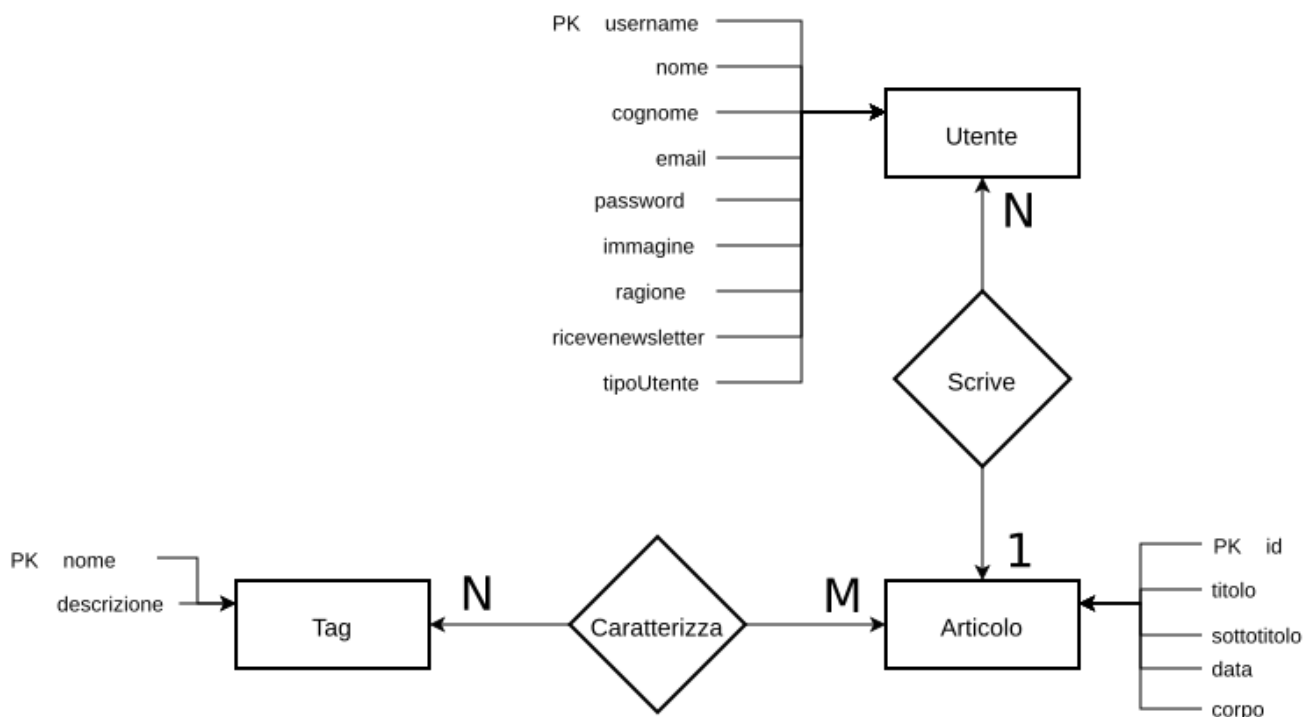 PK username
nome
cognome
email
password
immagine
ragione
ricevenewsletter
tipoUtente
Utente
N
Scrive
1
PK nome
descrizione
Tag
N
Caratterizza
M
Articolo
PK id
titolo
sottotitolo
data
corpo